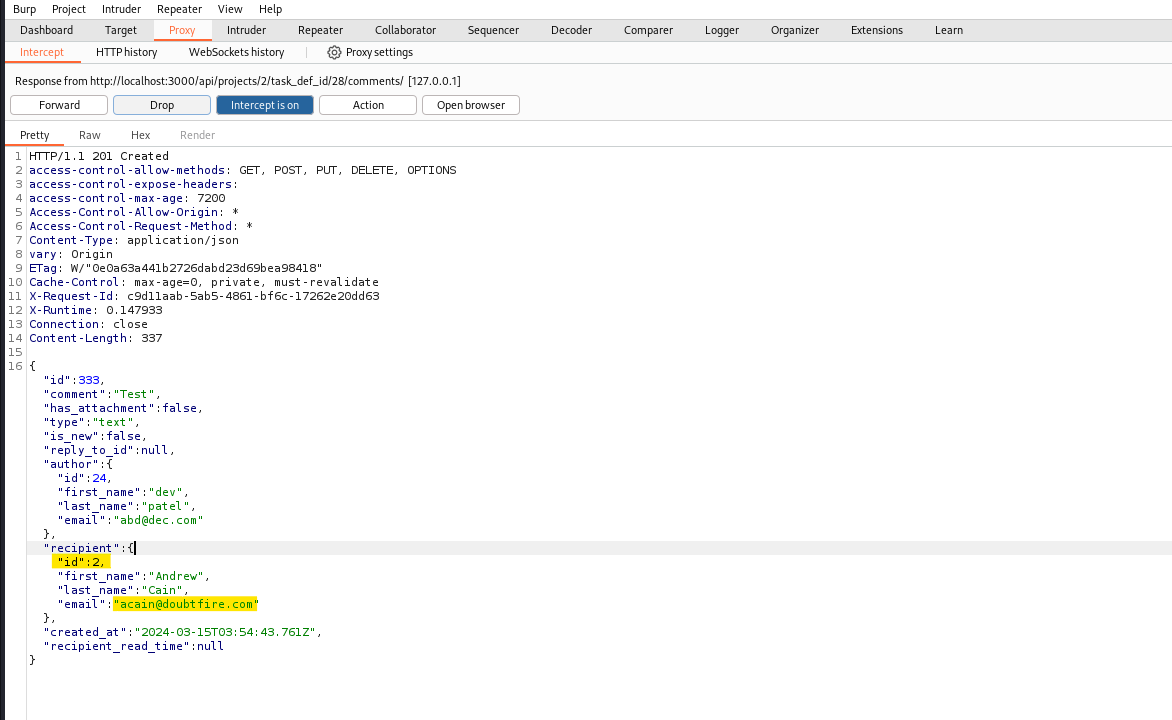 Burp Project Intruder Repeater View Help
Dashboard Target Proxy Intruder Repeater Collaborator Sequencer Decoder Comparer Logger Organizer Extensions Learn
Intercept HTTP history WebSockets history Proxy settings
Response from http://localhost:3000/api/projects/2/task_def_id/28/comments/ [127.0.0.1]
Forward Drop Intercept is on Action Open browser
Pretty Raw Hex Render
1 HTTP/1.1 201 Created
2 access-control-allow-methods: GET, POST, PUT, DELETE, OPTIONS
3 access-control-expose-headers:
4 access-control-max-age: 7200
5 Access-Control-Allow-Origin: *
6 Access-Control-Request-Method: *
7 Content-Type: application/json
8 vary: Origin
9 ETag: W/"0e0a63a441b2726dabd23d69bea98418"
10 Cache-Control: max-age=0, private, must-revalidate
11 X-Request-Id: c9d11aab-5ab5-4861-bf6c-17262e20dd63
12 X-Runtime: 0.147933
13 Connection: close
14 Content-Length: 337
15
16 {
"id":333,
"comment":"Test",
"has_attachment":false,
"type":"text",
"is_new":false,
"reply_to_id":null,
"author":{
"id":24,
"first_name":"dev",
"last_name":"patel",
"email":"abd@dec.com"
},
"recipient":{
"id":2,
"first_name":"Andrew",
"last_name":"Cain",
"email":"acain@doubtfire.com"
},
"created_at":"2024-03-15T03:54:43.761Z",
"recipient_read_time":null
}